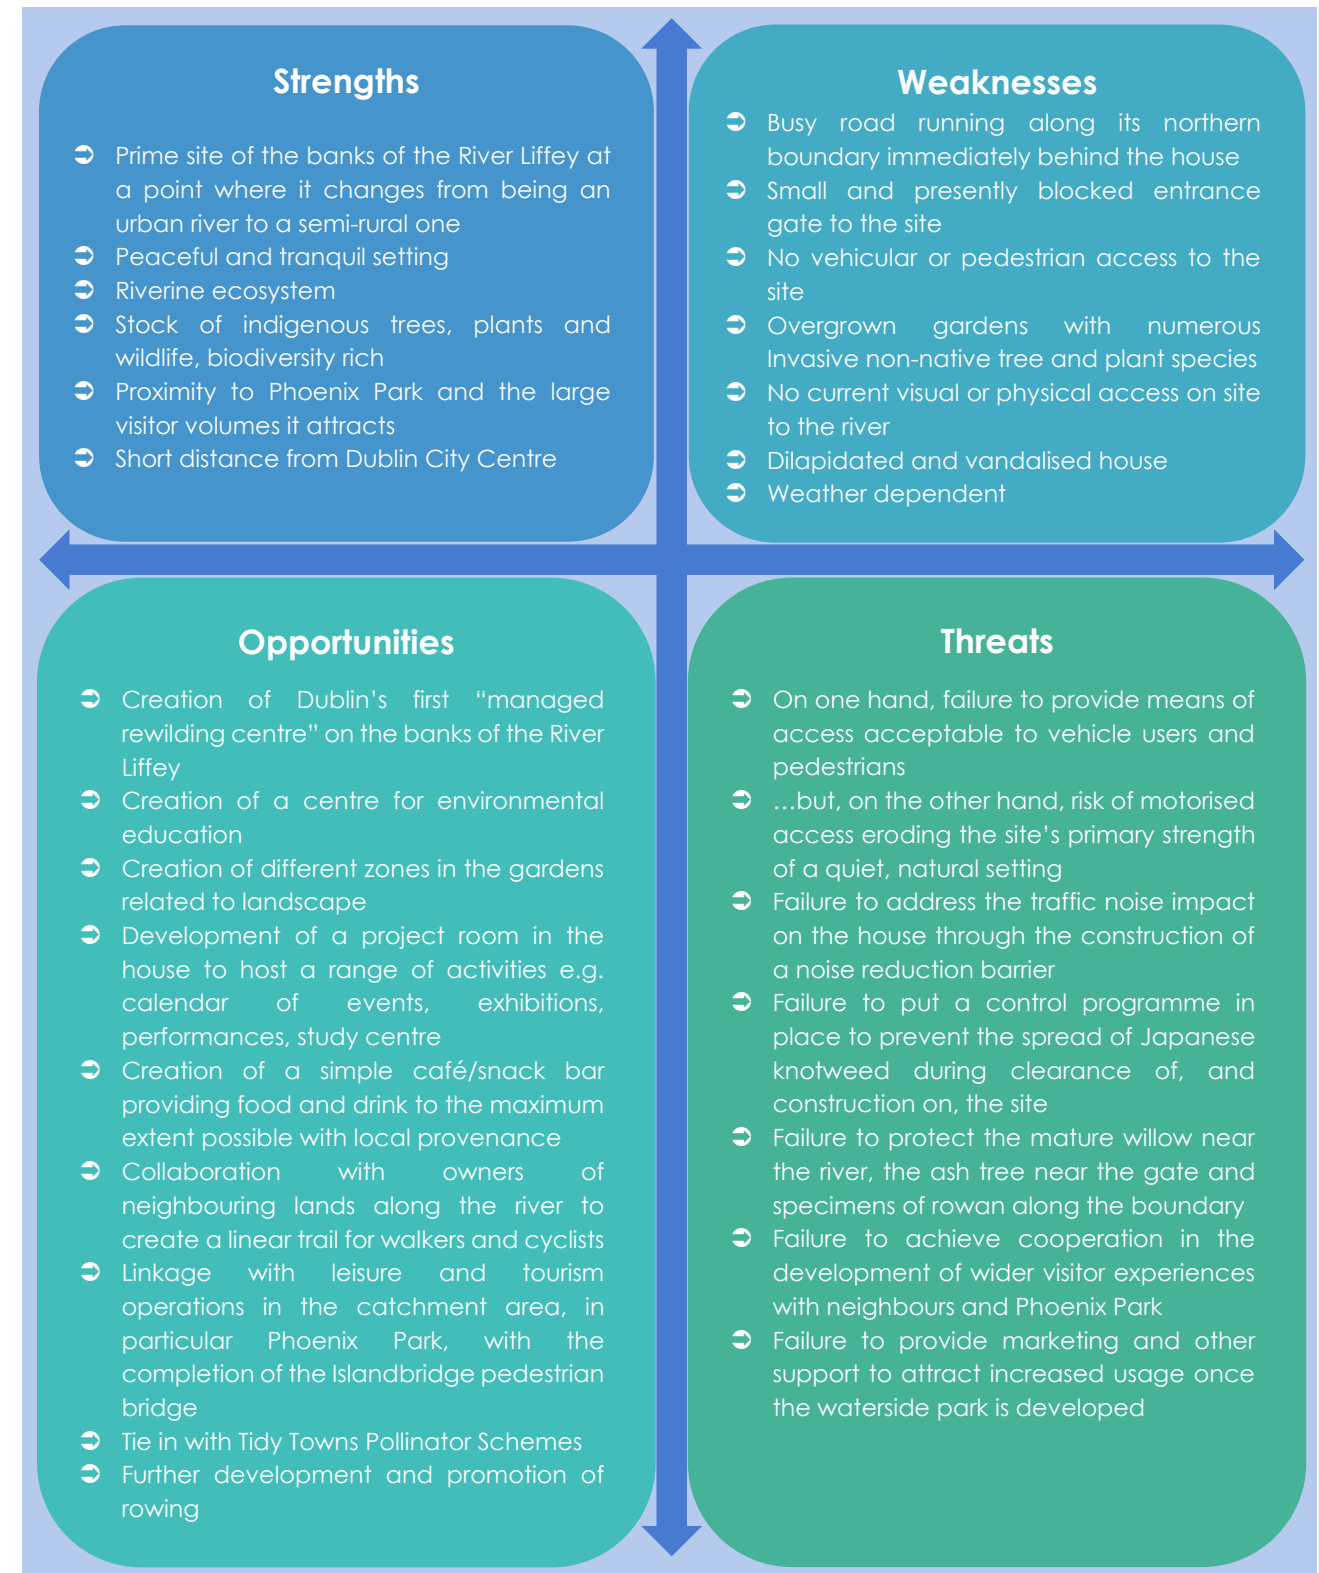 Strengths
➲ Prime site of the banks of the River Liffey at
a point where it changes from being an
urban river to a semi-rural one
➲ Peaceful and tranquil setting
➲ Riverine ecosystem
➲ Stock of indigenous trees, plants and
wildlife, biodiversity rich
➲ Proximity to Phoenix Park and the large
visitor volumes it attracts
➲ Short distance from Dublin City Centre
Weaknesses
➲ Busy road running along its northern
boundary immediately behind the house
➲ Small and presently blocked entrance
gate to the site
➲ No vehicular or pedestrian access to the
site
➲ Overgrown gardens with numerous
Invasive non-native tree and plant species
➲ No current visual or physical access on site
to the river
➲ Dilapidated and vandalised house
➲ Weather dependent
Opportunities
➲ Creation of Dublin’s first “managed
rewilding centre” on the banks of the River
Liffey
➲ Creation of a centre for environmental
education
➲ Creation of different zones in the gardens
related to landscape
➲ Development of a project room in the
house to host a range of activities e.g.
calendar of events, exhibitions,
performances, study centre
➲ Creation of a simple café/snack bar
providing food and drink to the maximum
extent possible with local provenance
➲ Collaboration with owners of
neighbouring lands along the river to
create a linear trail for walkers and cyclists
➲ Linkage with leisure and tourism
operations in the catchment area, in
particular Phoenix Park, with the
completion of the Islandbridge pedestrian
bridge
➲ Tie in with Tidy Towns Pollinator Schemes
➲ Further development and promotion of
rowing
Threats
➲ On one hand, failure to provide means of
access acceptable to vehicle users and
pedestrians
➲ …but, on the other hand, risk of motorised
access eroding the site’s primary strength
of a quiet, natural setting
➲ Failure to address the traffic noise impact
on the house through the construction of
a noise reduction barrier
➲ Failure to put a control programme in
place to prevent the spread of Japanese
knotweed during clearance of, and
construction on, the site
➲ Failure to protect the mature willow near
the river, the ash tree near the gate and
specimens of rowan along the boundary
➲ Failure to achieve cooperation in the
development of wider visitor experiences
with neighbours and Phoenix Park
➲ Failure to provide marketing and other
support to attract increased usage once
the waterside park is developed